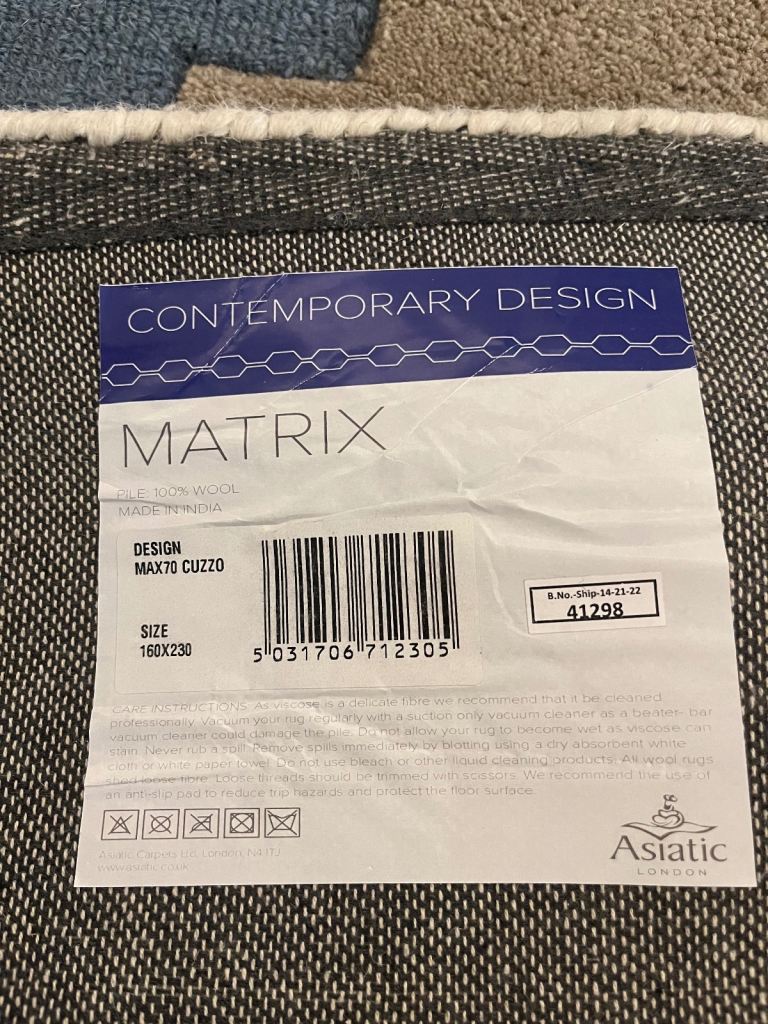 CONTEMPORARY DESIGN
MATRIX
PILE: 100% WOOL
MADE IN INDIA
DESIGN
MAX70 CUZZO
SIZE
160X230
5 031706 712305
B.No.-Ship-14-21-22
41298
CARE INSTRUCTIONS: As viscose is a delicate fibre we recommend that it be cleaned
professionally. Vacuum your rug regularly with a suction only vacuum cleaner as a beater- bar
vacuum cleaner could damage the pile. Do not allow your rug to become wet as viscose can
stain. Never rub a spill. Remove spills immediately by blotting using a dry absorbent white
cloth or white paper towel. Do not use bleach or other liquid cleaning products. All wool rugs
shed loose fibre. Loose threads should be trimmed with scissors. We recommend the use of
an anti-slip pad to reduce trip hazards and protect the floor surface.
Asiatic Carpets Ltd, London, N4 1TJ
www.asiatic.co.uk
Asiatic
LONDON